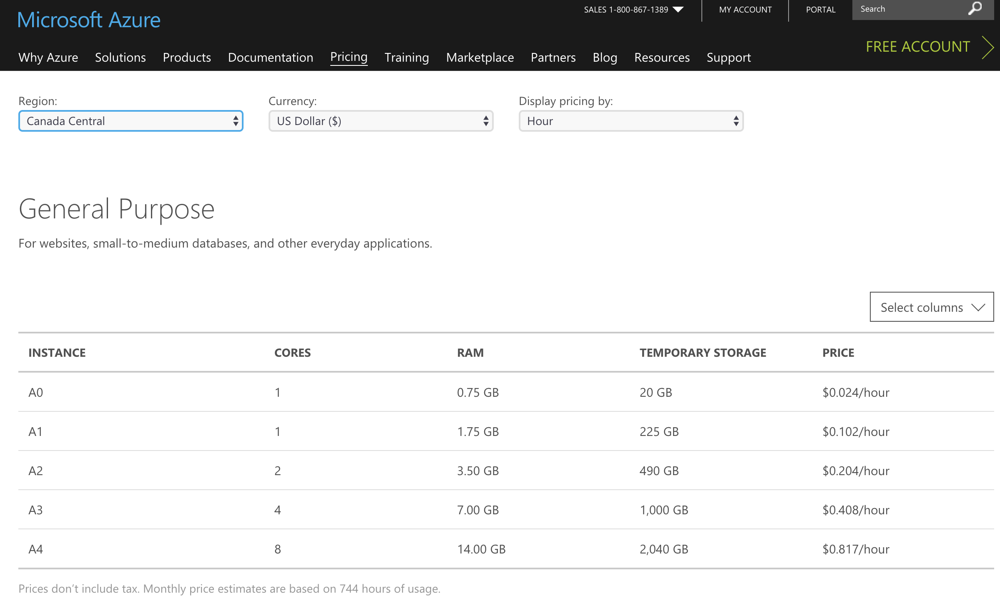 SALES 1-800-867-1389 MY ACCOUNT PORTAL Search
Microsoft Azure
FREE ACCOUNT
Why Azure Solutions Products Documentation Pricing Training Marketplace Partners Blog Resources Support
Region: Currency: Display pricing by:
Canada Central US Dollar ($) Hour
General Purpose
For websites, small-to-medium databases, and other everyday applications.
Select columns
INSTANCE CORES RAM TEMPORARY STORAGE PRICE
A0 1 0.75 GB 20 GB $0.024/hour
A1 1 1.75 GB 225 GB $0.102/hour
A2 2 3.50 GB 490 GB $0.204/hour
A3 4 7.00 GB 1,000 GB $0.408/hour
A4 8 14.00 GB 2,040 GB $0.817/hour
Prices don’t include tax. Monthly price estimates are based on 744 hours of usage.